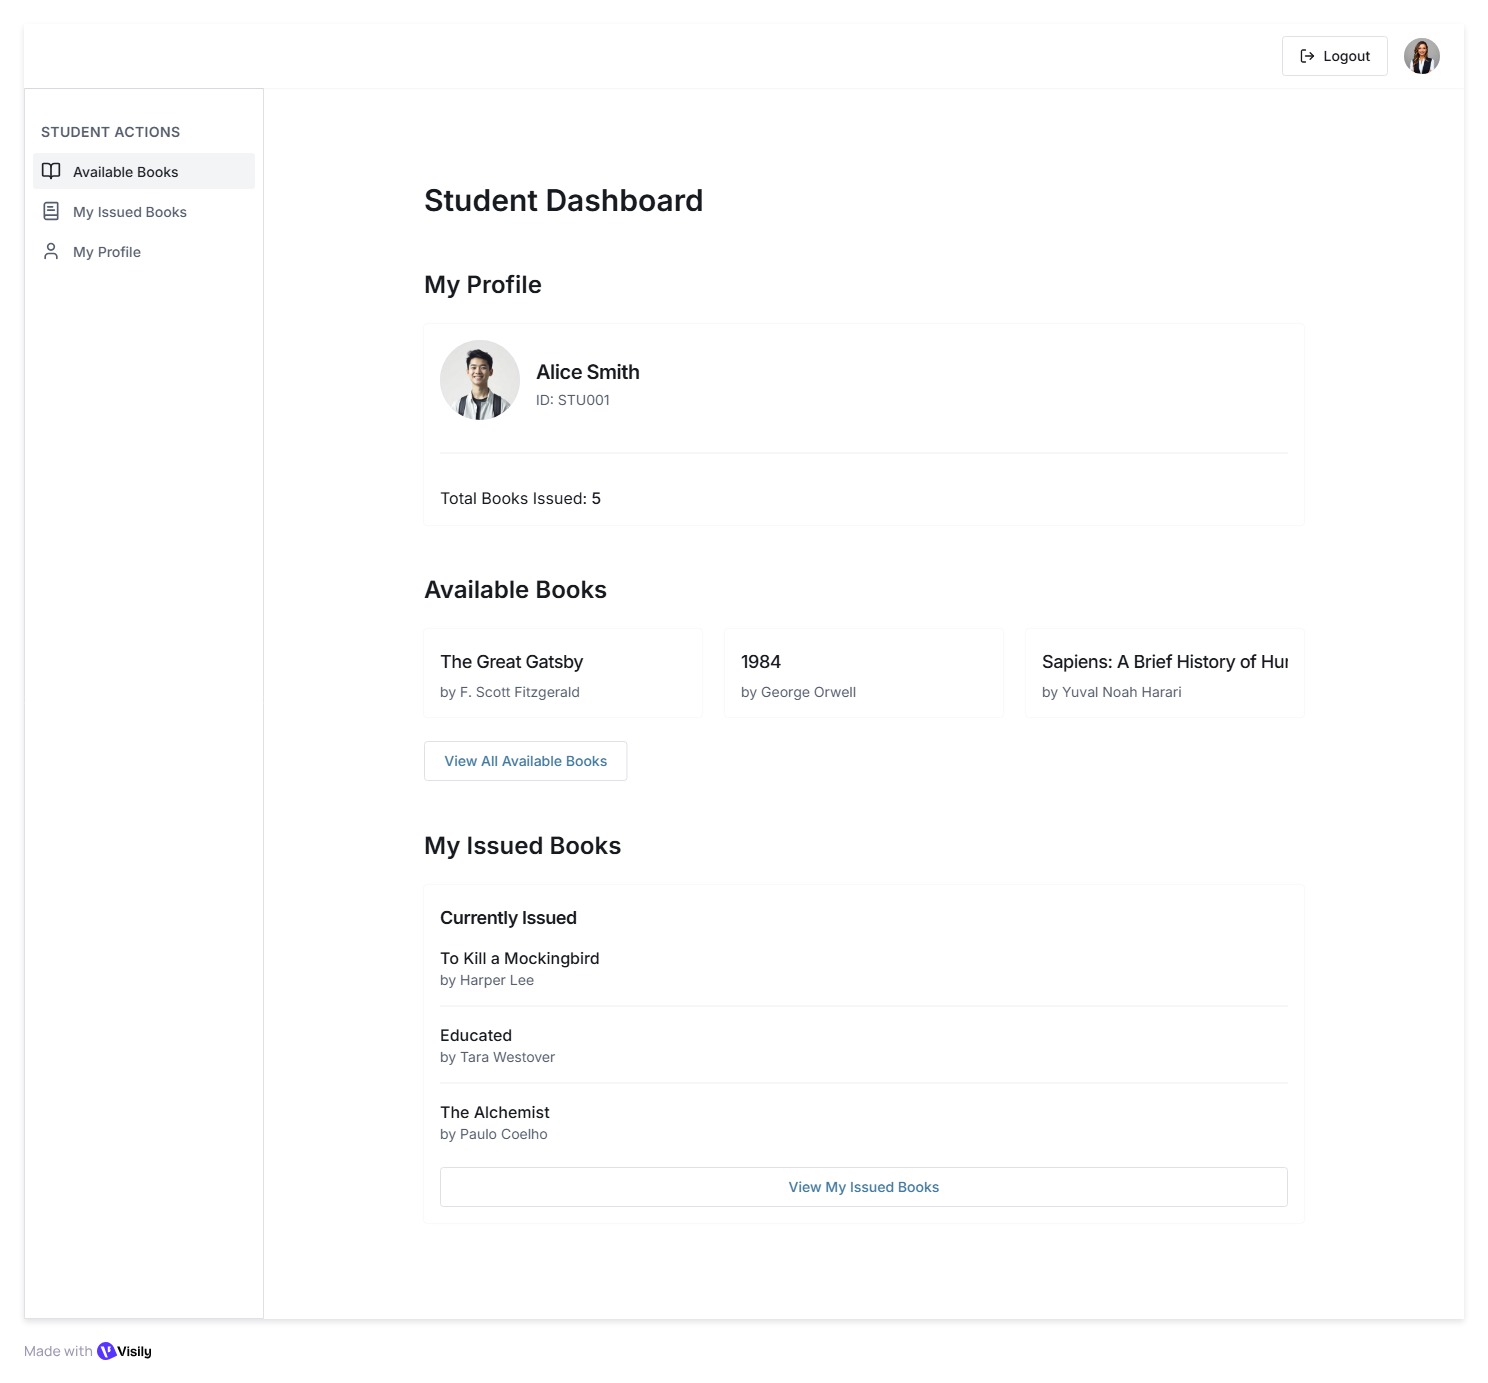 Logout
STUDENT ACTIONS
Available Books
My Issued Books
My Profile
Student Dashboard
My Profile
Alice Smith
ID: STU001
Total Books Issued: 5
Available Books
The Great Gatsby
by F. Scott Fitzgerald
1984
by George Orwell
Sapiens: A Brief History of Hur
by Yuval Noah Harari
View All Available Books
My Issued Books
Currently Issued
To Kill a Mockingbird
by Harper Lee
Educated
by Tara Westover
The Alchemist
by Paulo Coelho
View My Issued Books
Made with Visily